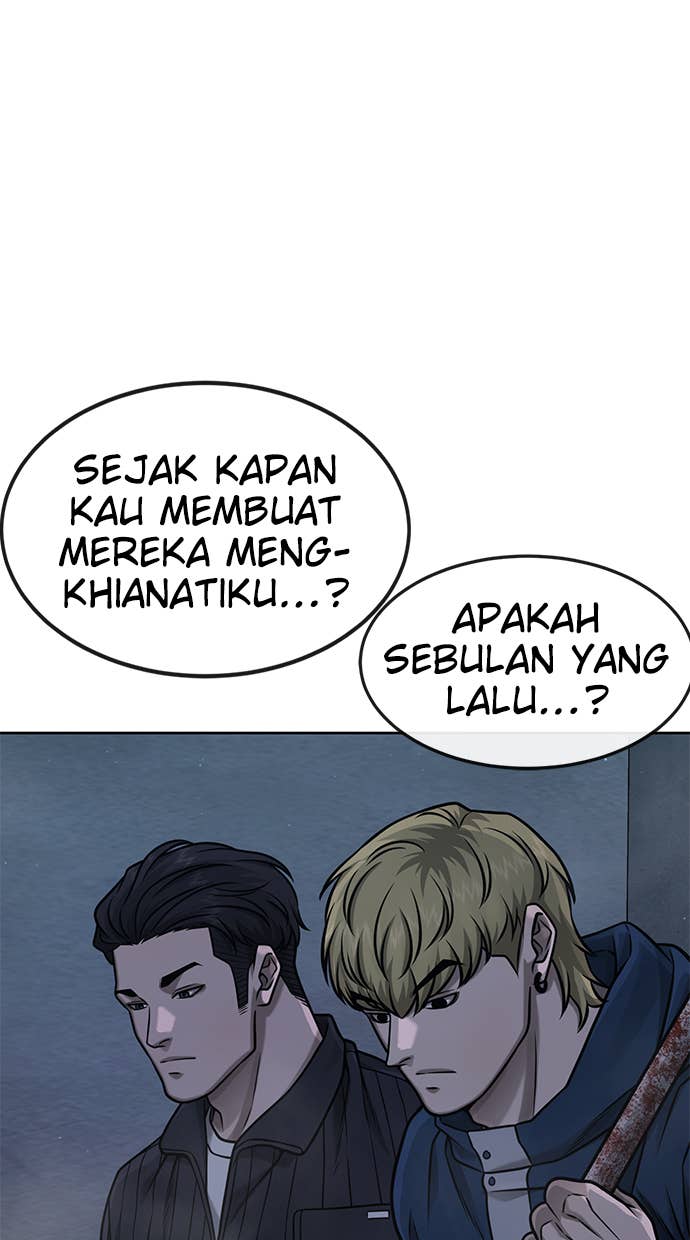 SEJAK KAPAN
KAU MEMBUAT
MEREKA MENG-
KHIANATIKU...?
APAKAH
SEBULAN YANG
LALU...?